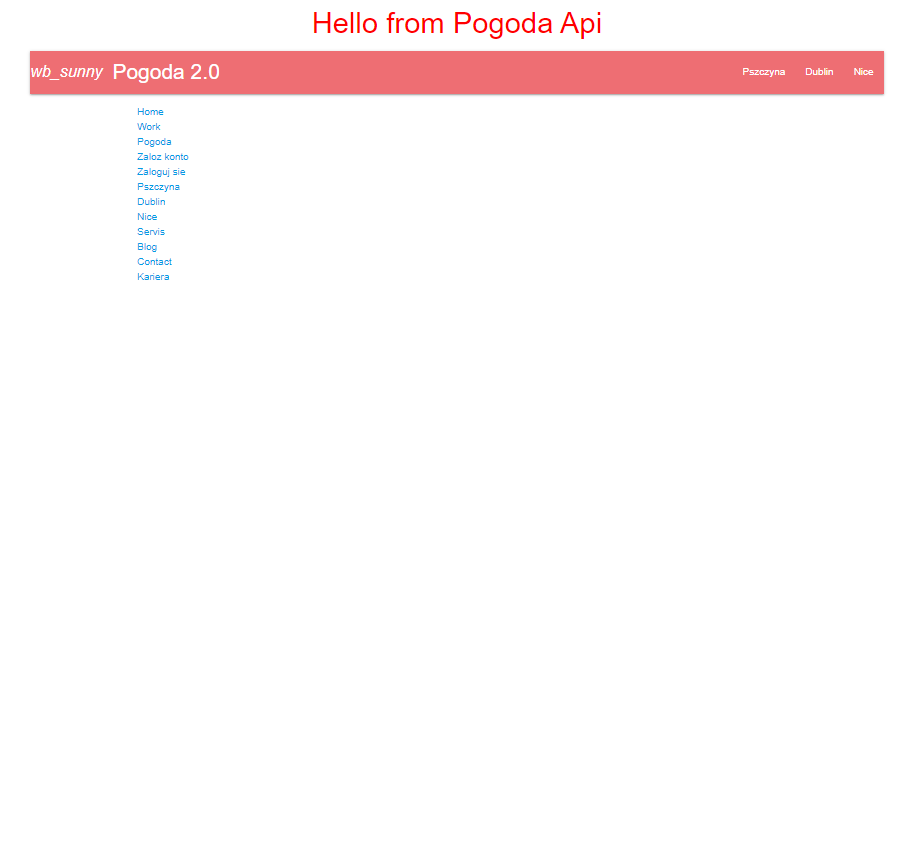 Hello from Pogoda Api
wb_sunny Pogoda 2.0 Pszczyna Dublin Nice
Home
Work
Pogoda
Zaloz konto
Zaloguj sie
Pszczyna
Dublin
Nice
Servis
Blog
Contact
Kariera